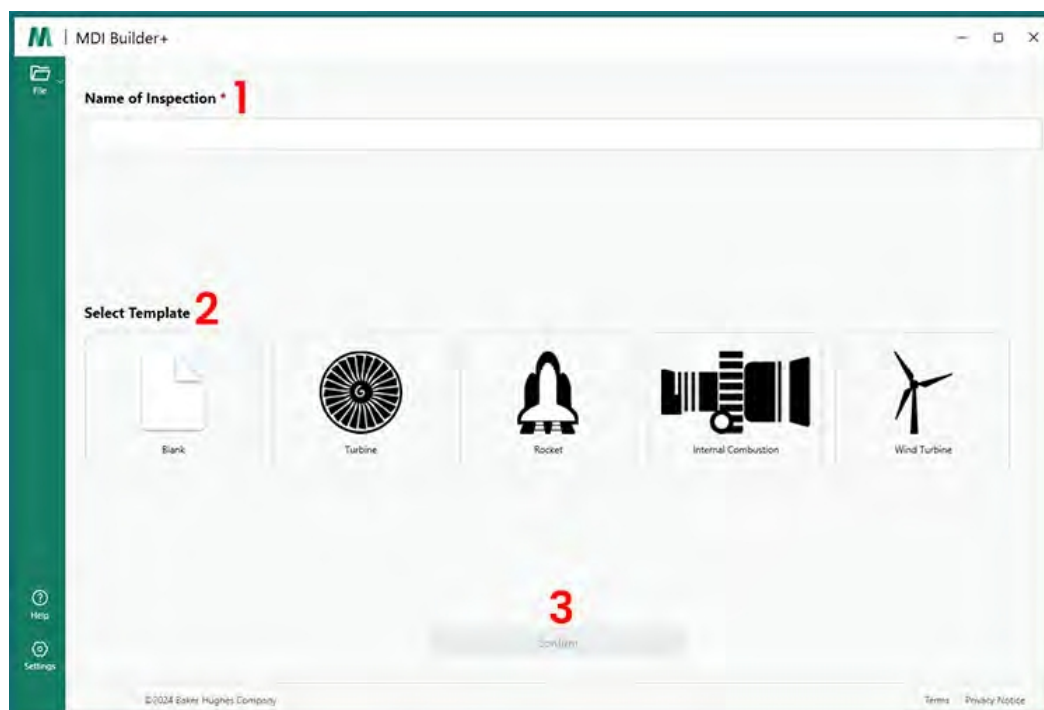 MDI Builder+
File
Name of Inspection * 1
Select Template 2
Blank
Turbine
Rocket
Internal Combustion
Wind Turbine
3
Confirm
Help
Settings
©2024 Baker Hughes Company
Terms Privacy Notice